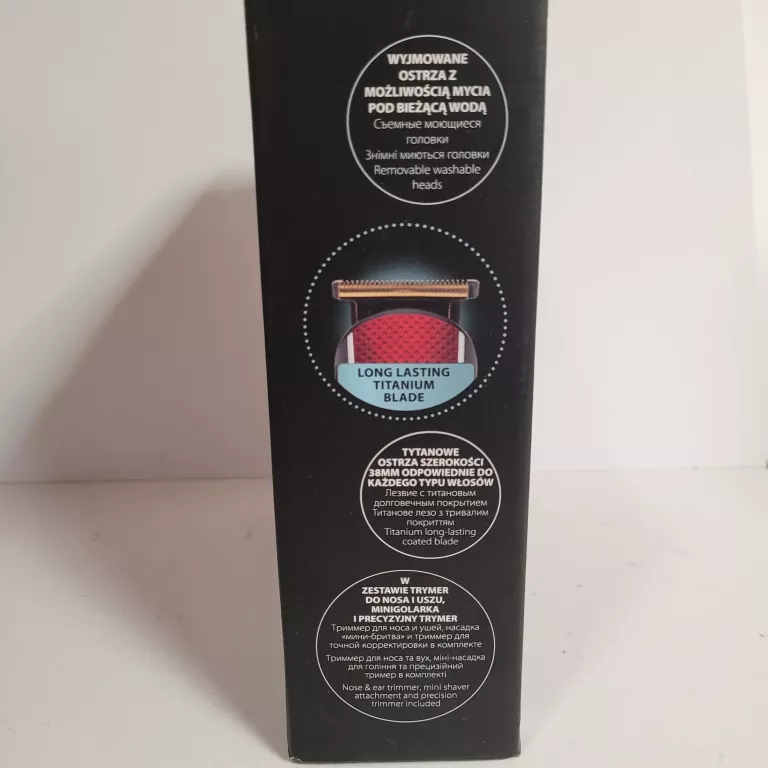 WYJMOWANE
OSTRZA Z
MOŻLIWOŚCIĄ MYCIA
POD BIEŻĄCĄ WODĄ
Съемные моющиеся
головки
Знімні миються головки
Removable washable
heads
LONG LASTING
TITANIUM
BLADE
TYTANOWE
OSTRZA SZEROKOŚCI
38MM ODPOWIEDNIE DO
KAŻDEGO TYPU WŁOSÓW
Лезвие с титановым
долговечным покрытием
Титанове лезо з тривалим
покриттям
Titanium long-lasting
coated blade
W
ZESTAWIE TRYMER
DO NOSA I USZU,
MINIGOLARKA
I PRECYZYJNY TRYMER
Триммер для носа и ушей, насадка
«мини-бритва» и триммер для
точной корректировки в комплекте
Триммер для носа та вух, міні-насадка
для гоління та прецизійний
тример в комплекті
Nose & ear trimmer, mini shaver
attachment and precision
trimmer included